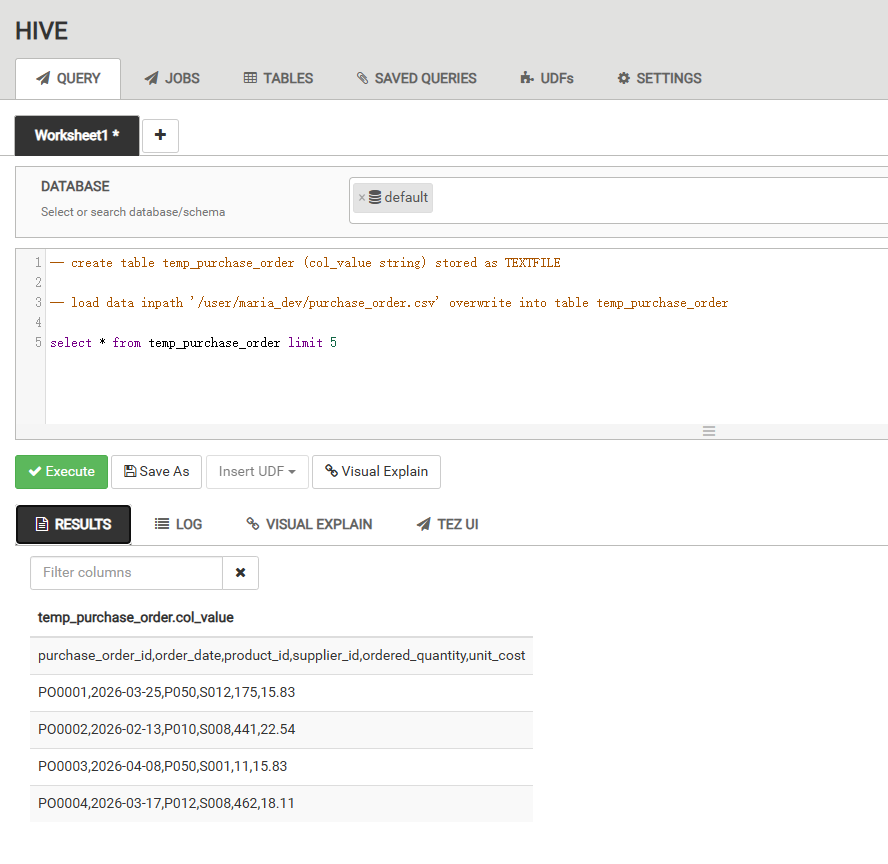 HIVE
QUERY JOBS TABLES SAVED QUERIES UDFs SETTINGS
Worksheet1 * +
DATABASE
Select or search database/schema
× default
1 -- create table temp_purchase_order (col_value string) stored as TEXTFILE
2
3 -- load data inpath '/user/maria_dev/purchase_order.csv' overwrite into table temp_purchase_order
4
5 select * from temp_purchase_order limit 5
Execute Save As Insert UDF Visual Explain
RESULTS LOG VISUAL EXPLAIN TEZ UI
Filter columns
temp_purchase_order.col_value
purchase_order_id,order_date,product_id,supplier_id,ordered_quantity,unit_cost
PO0001,2026-03-25,P050,S012,175,15.83
PO0002,2026-02-13,P010,S008,441,22.54
PO0003,2026-04-08,P050,S001,11,15.83
PO0004,2026-03-17,P012,S008,462,18.11